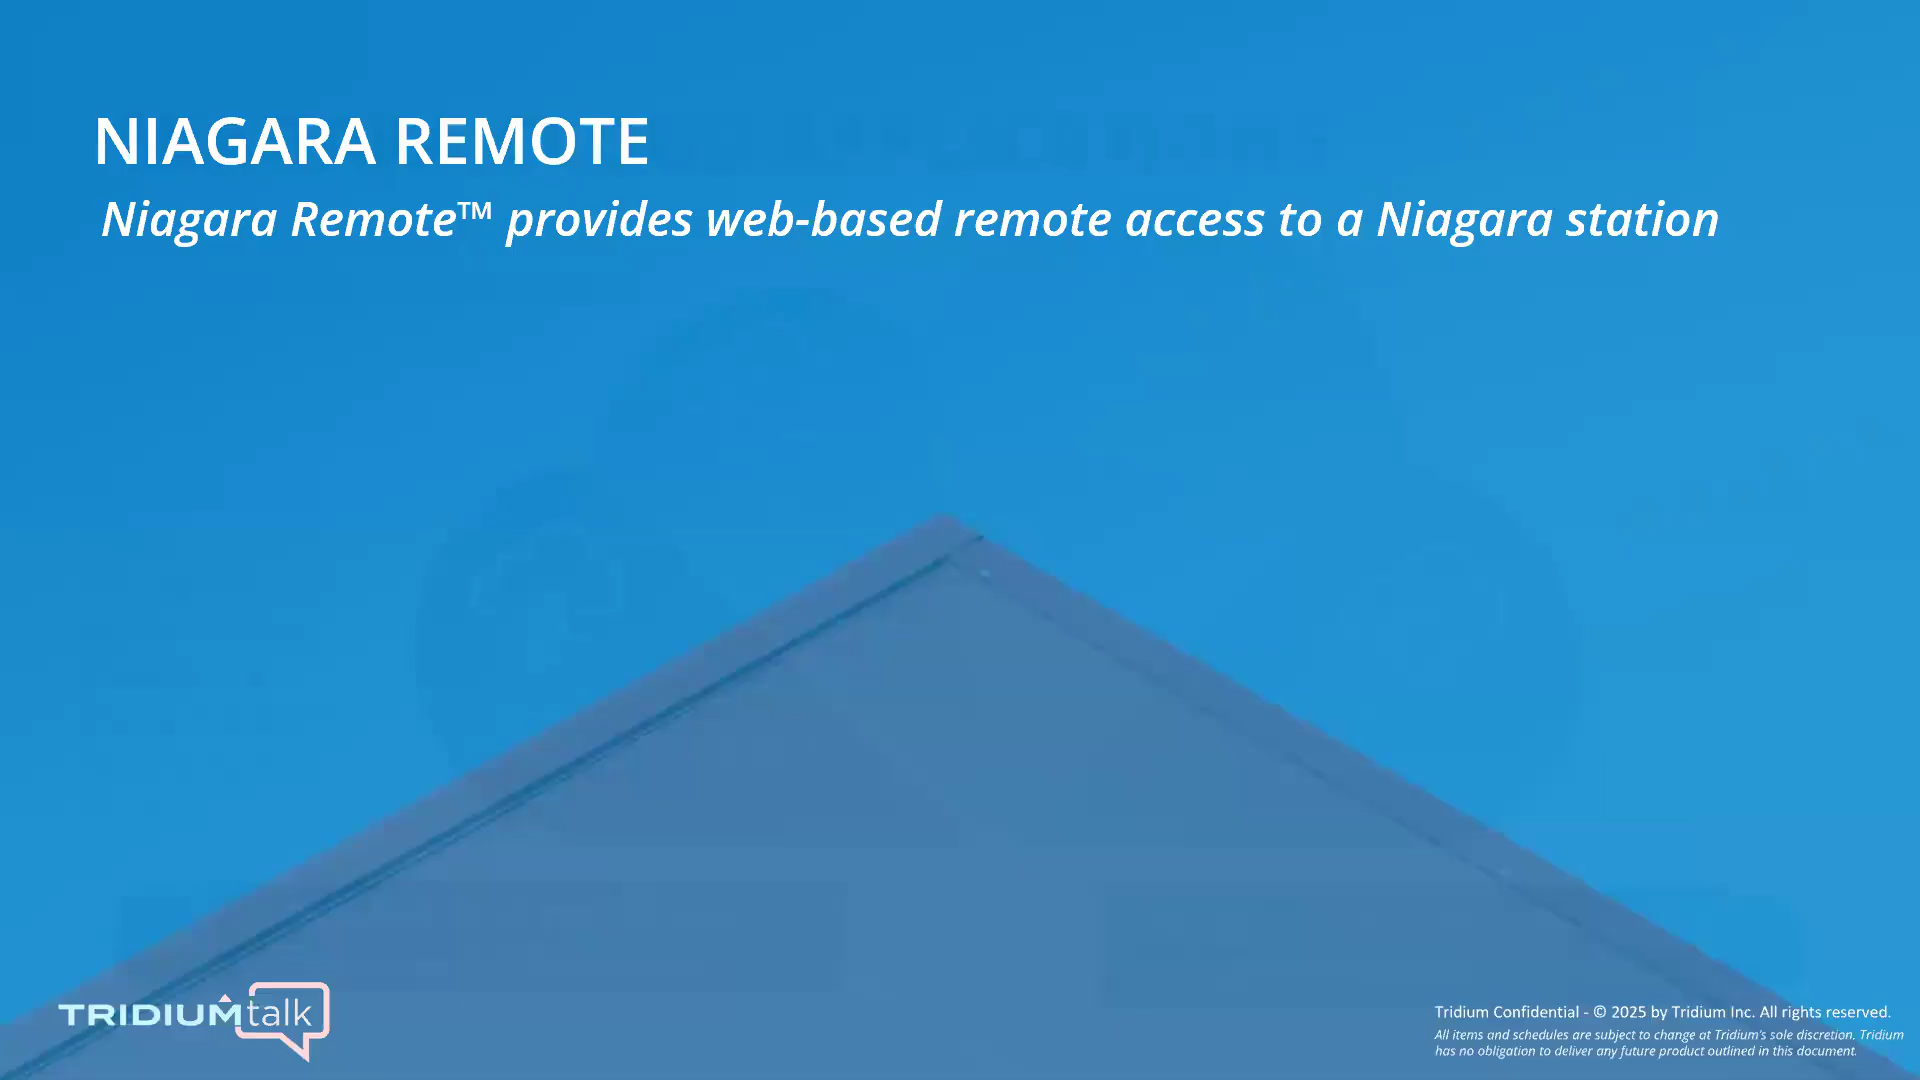 NIAGARA REMOTE
Niagara Remote™ provides web-based remote access to a Niagara station
TRIDIUMtalk
Tridium Confidential - © 2025 by Tridium Inc. All rights reserved.
All items and schedules are subject to change at Tridium's sole discretion. Tridium
has no obligation to deliver any future product outlined in this document.